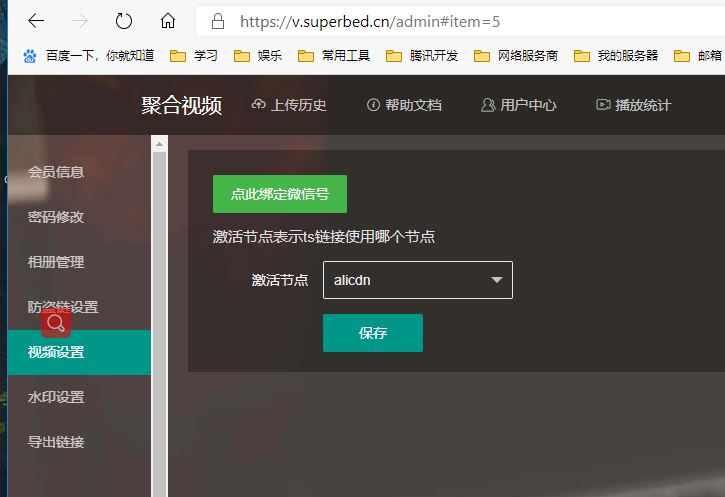 https://v.superbed.cn/admin#item=5
百度一下，你就知道 学习 娱乐 常用工具 腾讯开发 网络服务商 我的服务器 邮箱
聚合视频 上传历史 帮助文档 用户中心 播放统计
会员信息
密码修改
相册管理
防盗链设置
视频设置
水印设置
导出链接
点此绑定微信号
激活节点表示ts链接使用哪个节点
激活节点 alicdn
保存